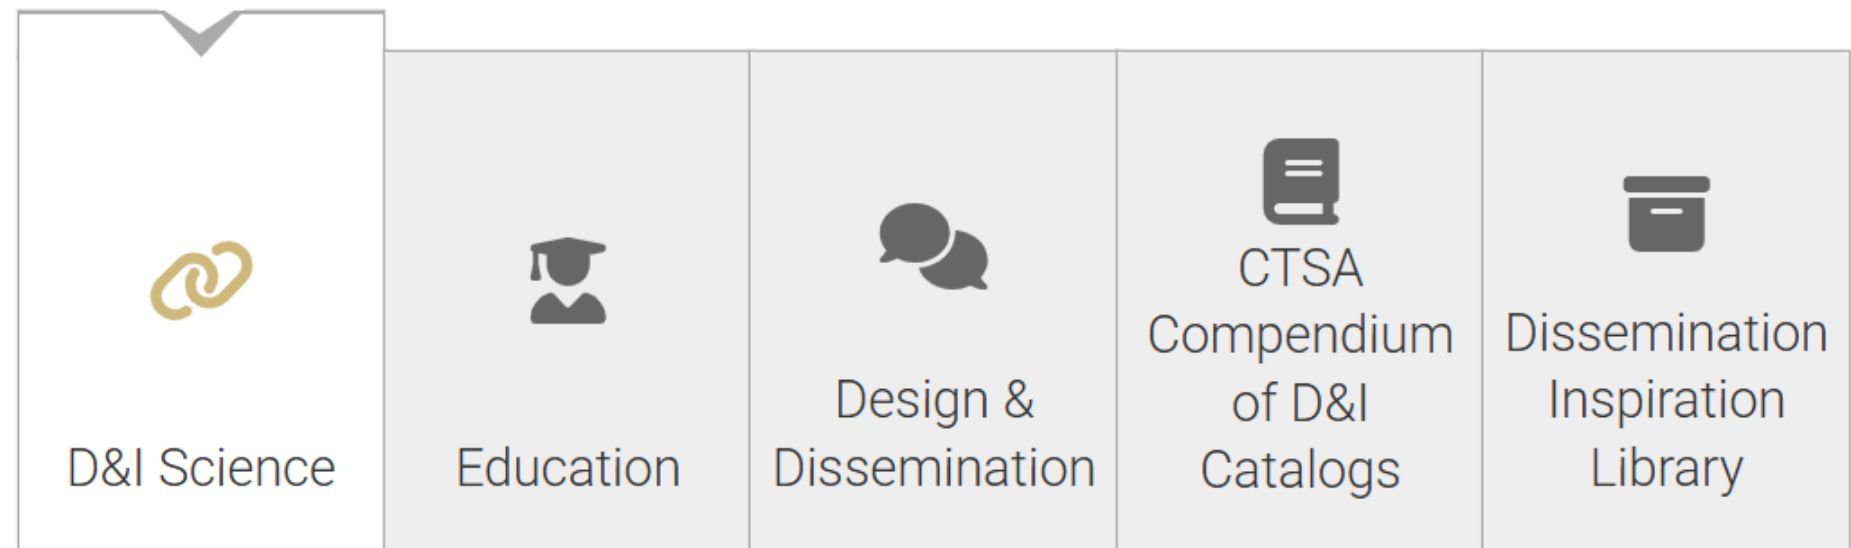 D&I Science
Education
Design &
Dissemination
CTSA
Compendium
of D&I
Catalogs
Dissemination
Inspiration
Library